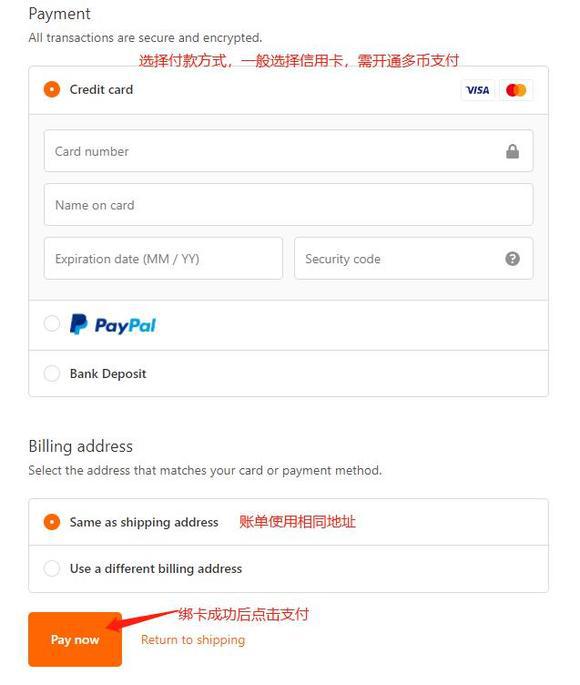 Payment
All transactions are secure and encrypted.
选择付款方式，一般选择信用卡，需开通多币支付
Credit card VISA
Card number
Name on card
Expiration date (MM / YY) Security code ?
PayPal
Bank Deposit
Billing address
Select the address that matches your card or payment method.
Same as shipping address 账单使用相同地址
Use a different billing address
绑卡成功后点击支付
Pay now Return to shipping